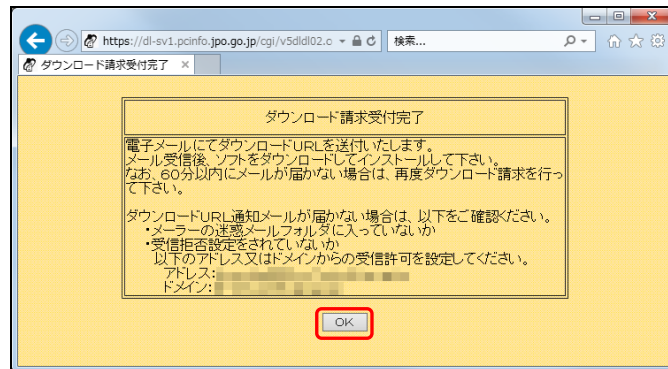 https://dl-sv1.pcinfo.jpo.go.jp/cgi/v5dldl02.c
検索...
ダウンロード請求受付完了
ダウンロード請求受付完了
電子メールにてダウンロードURLを送付いたします。
メール受信後、ソフトをダウンロードしてインストールして下さい。
なお、60分以内にメールが届かない場合は、再度ダウンロード請求を行っ
て下さい。
ダウンロードURL通知メールが届かない場合は、以下をご確認ください。
・メーラーの迷惑メールフォルダに入っていないか
・受信拒否設定をされていないか
以下のアドレス又はドメインからの受信許可を設定してください。
アドレス:
ドメイン:
OK